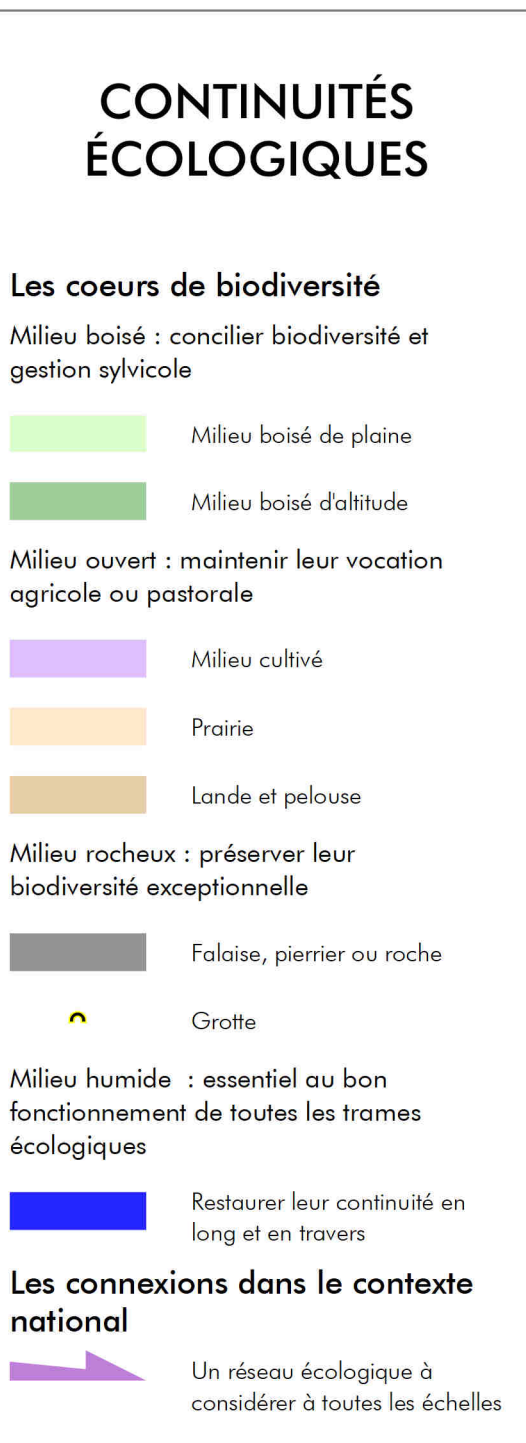 CONTINUITÉS
ÉCOLOGIQUES
Les coeurs de biodiversité
Milieu boisé : concilier biodiversité et
gestion sylvicole
Milieu boisé de plaine
Milieu boisé d'altitude
Milieu ouvert : maintenir leur vocation
agricole ou pastorale
Milieu cultivé
Prairie
Lande et pelouse
Milieu rocheux : préserver leur
biodiversité exceptionnelle
Falaise, pierrier ou roche
Grotte
Milieu humide  : essentiel au bon
fonctionnement de toutes les trames
écologiques
Restaurer leur continuité en
long et en travers
Les connexions dans le contexte
national
Un réseau écologique à
considérer à toutes les échelles